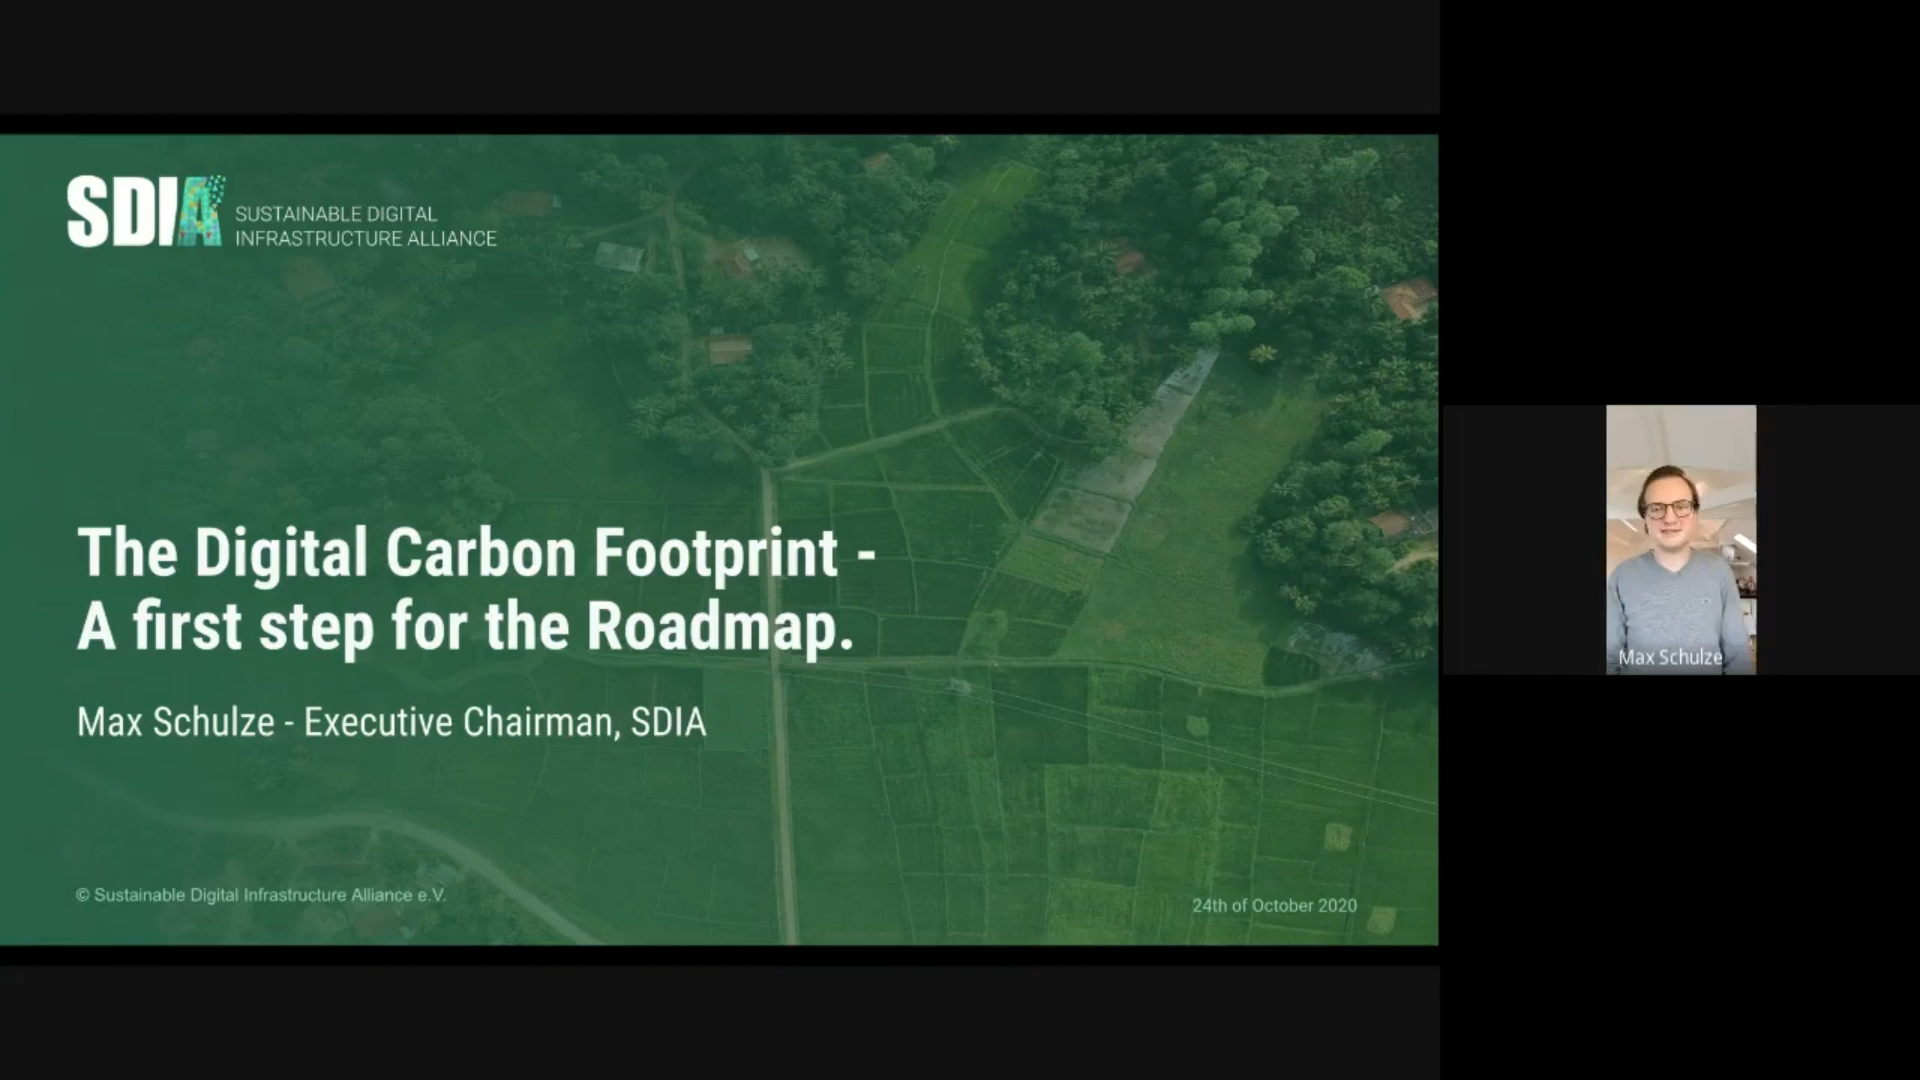 SDIA
SUSTAINABLE DIGITAL
INFRASTRUCTURE ALLIANCE
The Digital Carbon Footprint -
A first step for the Roadmap.
Max Schulze - Executive Chairman, SDIA
© Sustainable Digital Infrastructure Alliance e.V.
24th of October 2020
Max Schulze